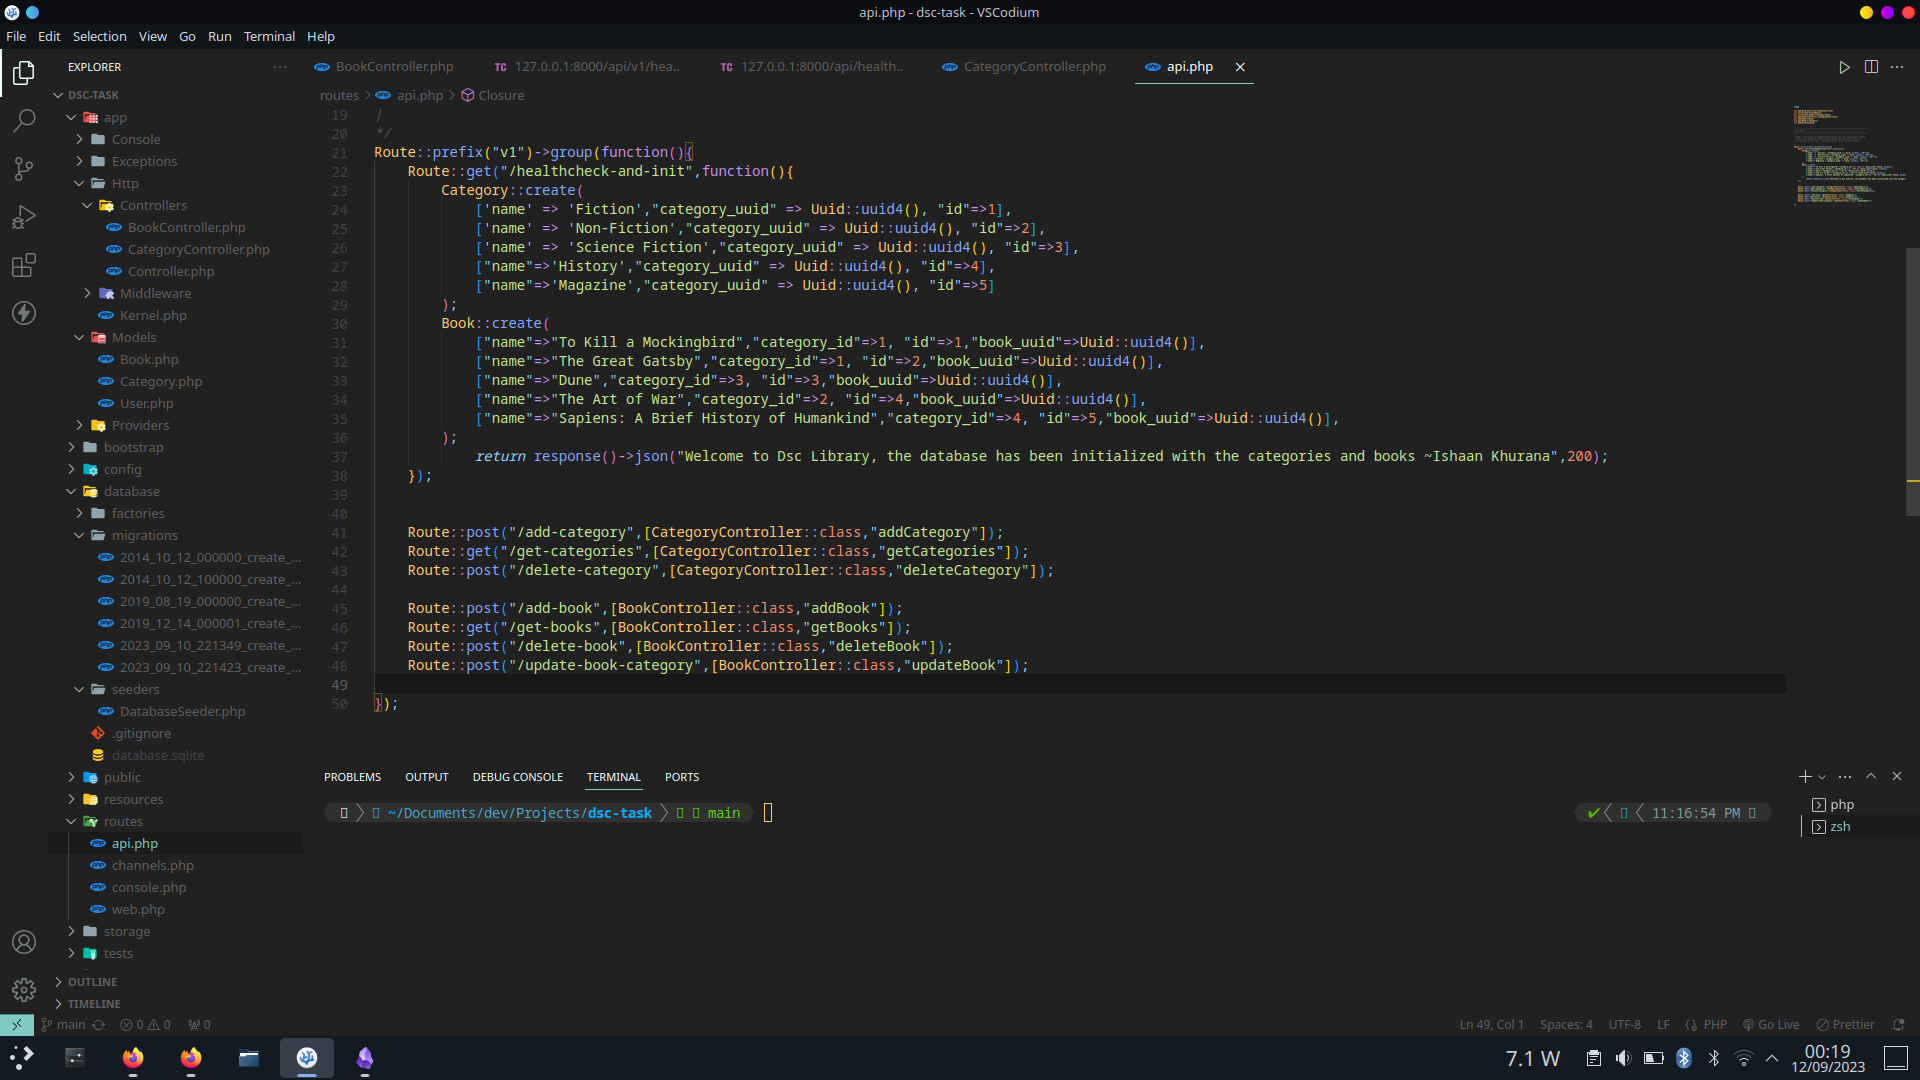 api.php - dsc-task - VSCodium
File Edit Selection View Go Run Terminal Help
EXPLORER
BookController.php
127.0.0.1:8000/api/v1/hea..
127.0.0.1:8000/api/health..
CategoryController.php
api.php
routes > api.php > Closure
DSC-TASK
app
Console
Exceptions
Http
Controllers
BookController.php
CategoryController.php
Controller.php
Middleware
Kernel.php
Models
Book.php
Category.php
User.php
Providers
bootstrap
config
database
factories
migrations
2014_10_12_000000_create_...
2014_10_12_100000_create_...
2019_08_19_000000_create_...
2019_12_14_000001_create_...
2023_09_10_221349_create_...
2023_09_10_221423_create_...
seeders
DatabaseSeeder.php
.gitignore
database.sqlite
public
resources
routes
api.php
channels.php
console.php
web.php
storage
tests
OUTLINE
TIMELINE
19 |
20 */
21 Route::prefix("v1")->group(function(){
22 Route::get("/healthcheck-and-init",function(){
23 Category::create(
24 ['name' => 'Fiction',"category_uuid" => Uuid::uuid4(), "id"=>1],
25 ['name' => 'Non-Fiction',"category_uuid" => Uuid::uuid4(), "id"=>2],
26 ['name' => 'Science Fiction',"category_uuid" => Uuid::uuid4(), "id"=>3],
27 ["name"=>'History',"category_uuid" => Uuid::uuid4(), "id"=>4],
28 ["name"=>'Magazine',"category_uuid" => Uuid::uuid4(), "id"=>5]
29 );
30 Book::create(
31 ["name"=>"To Kill a Mockingbird","category_id"=>1, "id"=>1,"book_uuid"=>Uuid::uuid4()],
32 ["name"=>"The Great Gatsby","category_id"=>1, "id"=>2,"book_uuid"=>Uuid::uuid4()],
33 ["name"=>"Dune","category_id"=>3, "id"=>3,"book_uuid"=>Uuid::uuid4()],
34 ["name"=>"The Art of War","category_id"=>2, "id"=>4,"book_uuid"=>Uuid::uuid4()],
35 ["name"=>"Sapiens: A Brief History of Humankind","category_id"=>4, "id"=>5,"book_uuid"=>Uuid::uuid4()],
36 );
37 return response()->json("Welcome to Dsc Library, the database has been initialized with the categories and books ~Ishaan Khurana",200);
38 });
39
40
41 Route::post("/add-category",[CategoryController::class,"addCategory"]);
42 Route::get("/get-categories",[CategoryController::class,"getCategories"]);
43 Route::post("/delete-category",[CategoryController::class,"deleteCategory"]);
44
45 Route::post("/add-book",[BookController::class,"addBook"]);
46 Route::get("/get-books",[BookController::class,"getBooks"]);
47 Route::post("/delete-book",[BookController::class,"deleteBook"]);
48 Route::post("/update-book-category",[BookController::class,"updateBook"]);
49
50 });
PROBLEMS OUTPUT DEBUG CONSOLE TERMINAL PORTS
~/Documents/dev/Projects/dsc-task main
11:16:54 PM
php
zsh
main 0 0 0
Ln 49, Col 1 Spaces: 4 UTF-8 LF PHP Go Live Prettier
7.1 W
00:19
12/09/2023